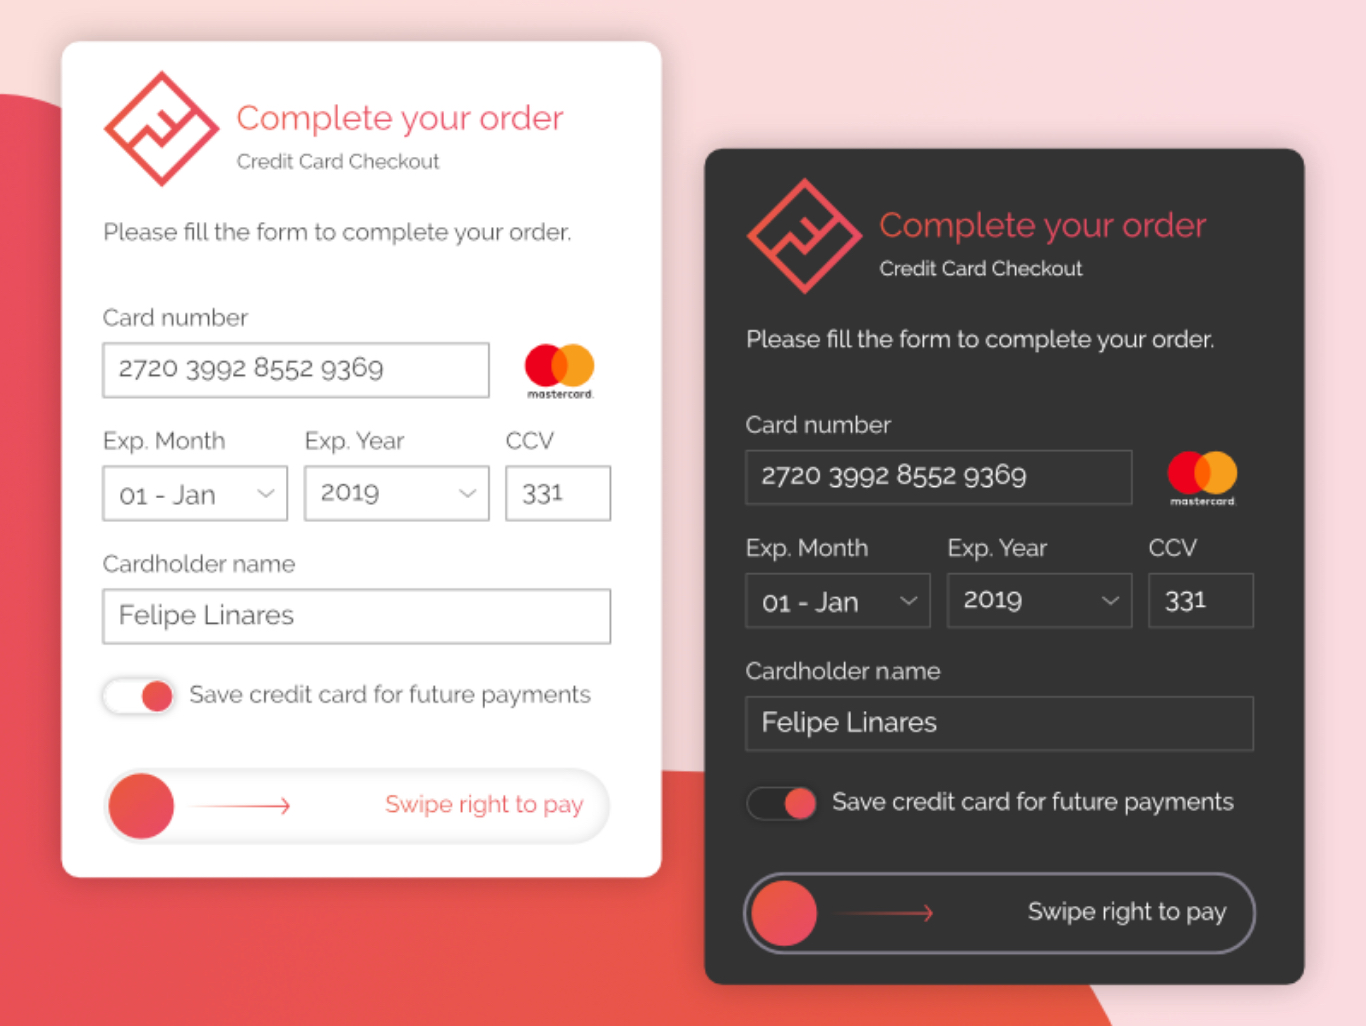 Complete your order
Credit Card Checkout
Please fill the form to complete your order.
Card number
2720 3992 8552 9369
mastercard.
Exp. Month
Exp. Year
CCV
01 - Jan
2019
331
Cardholder name
Felipe Linares
Save credit card for future payments
Swipe right to pay
Complete your order
Credit Card Checkout
Please fill the form to complete your order.
Card number
2720 3992 8552 9369
mastercard.
Exp. Month
Exp. Year
CCV
01 - Jan
2019
331
Cardholder name
Felipe Linares
Save credit card for future payments
Swipe right to pay